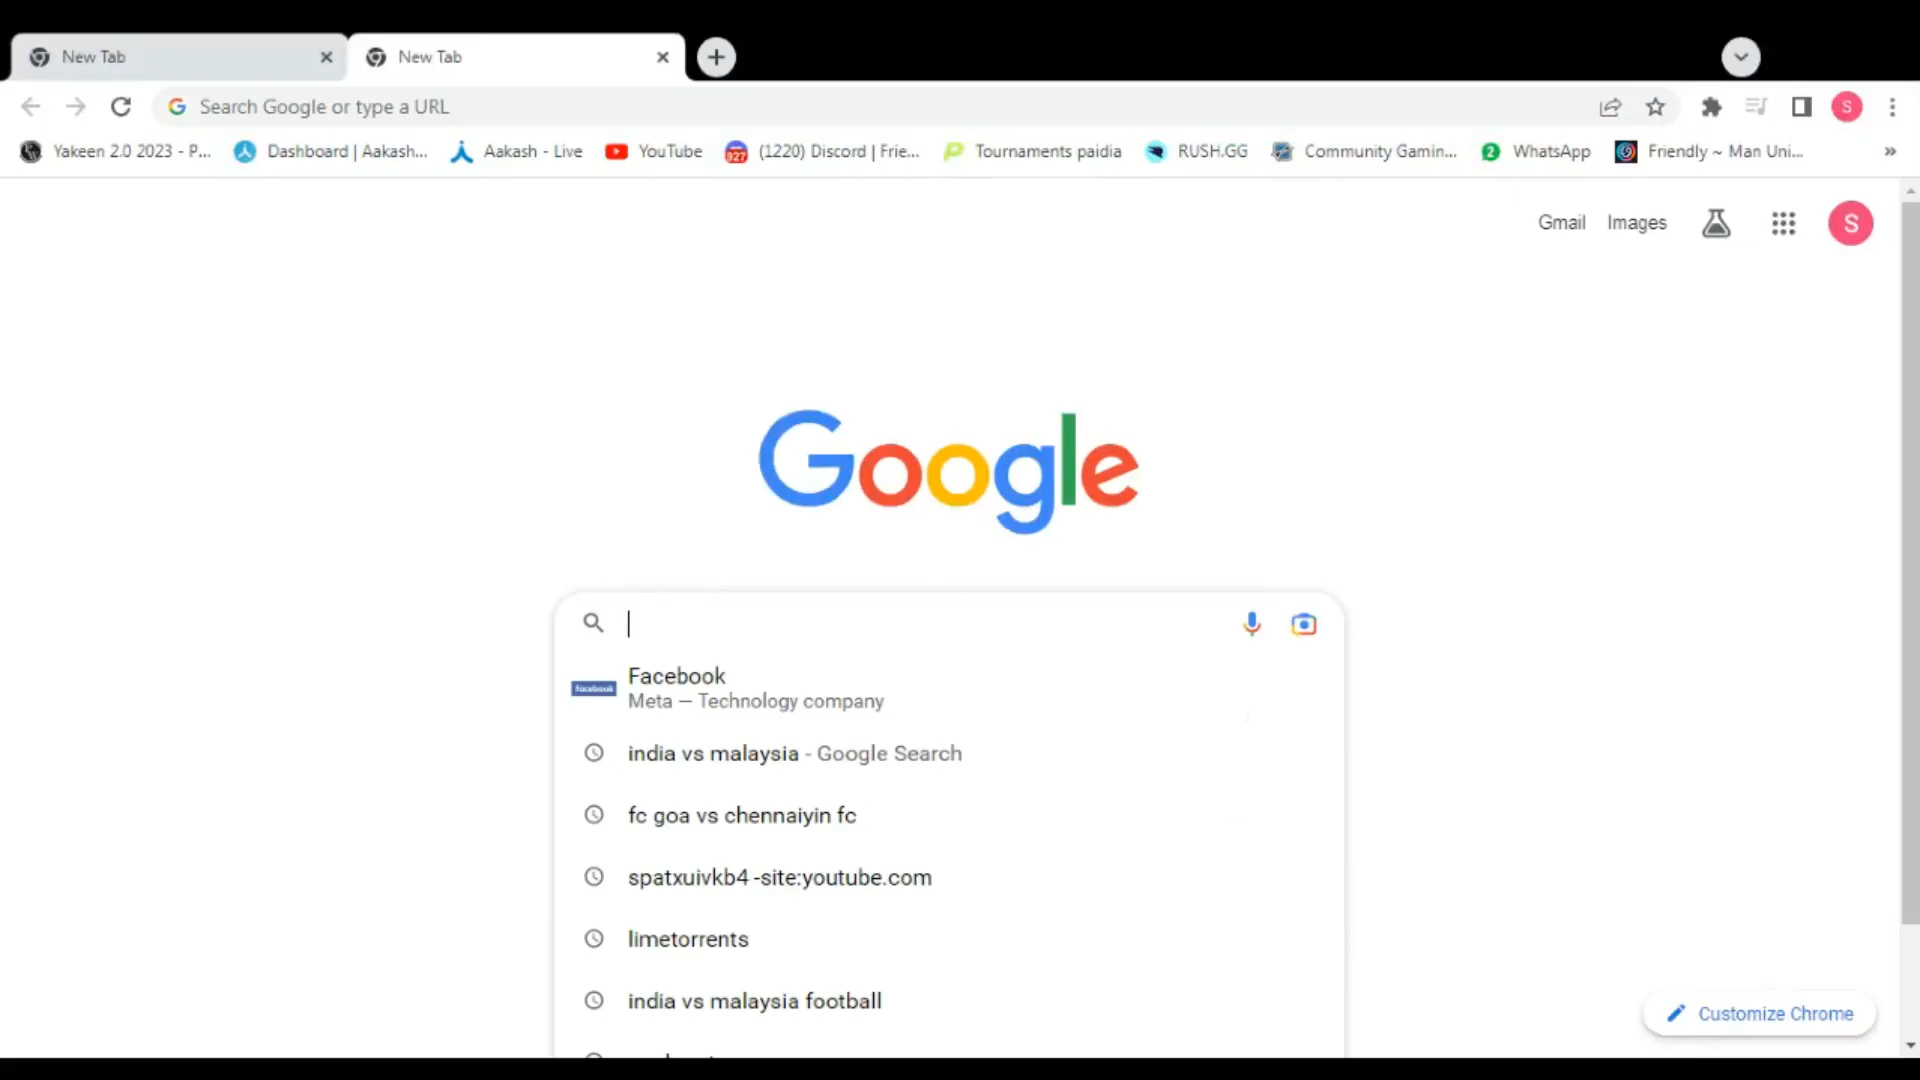 New Tab
New Tab
Search Google or type a URL
Yakeen 2.0 2023 - P... Dashboard | Aakash... Aakash - Live YouTube (1220) Discord | Frie... Tournaments paidia RUSH.GG Community Gamin... 2 WhatsApp Friendly ~ Man Uni... »
S
Gmail Images S
Google
facebook
Facebook
Meta — Technology company
india vs malaysia - Google Search
fc goa vs chennaiyin fc
spatxuivkb4 -site:youtube.com
limetorrents
india vs malaysia football
Customize Chrome